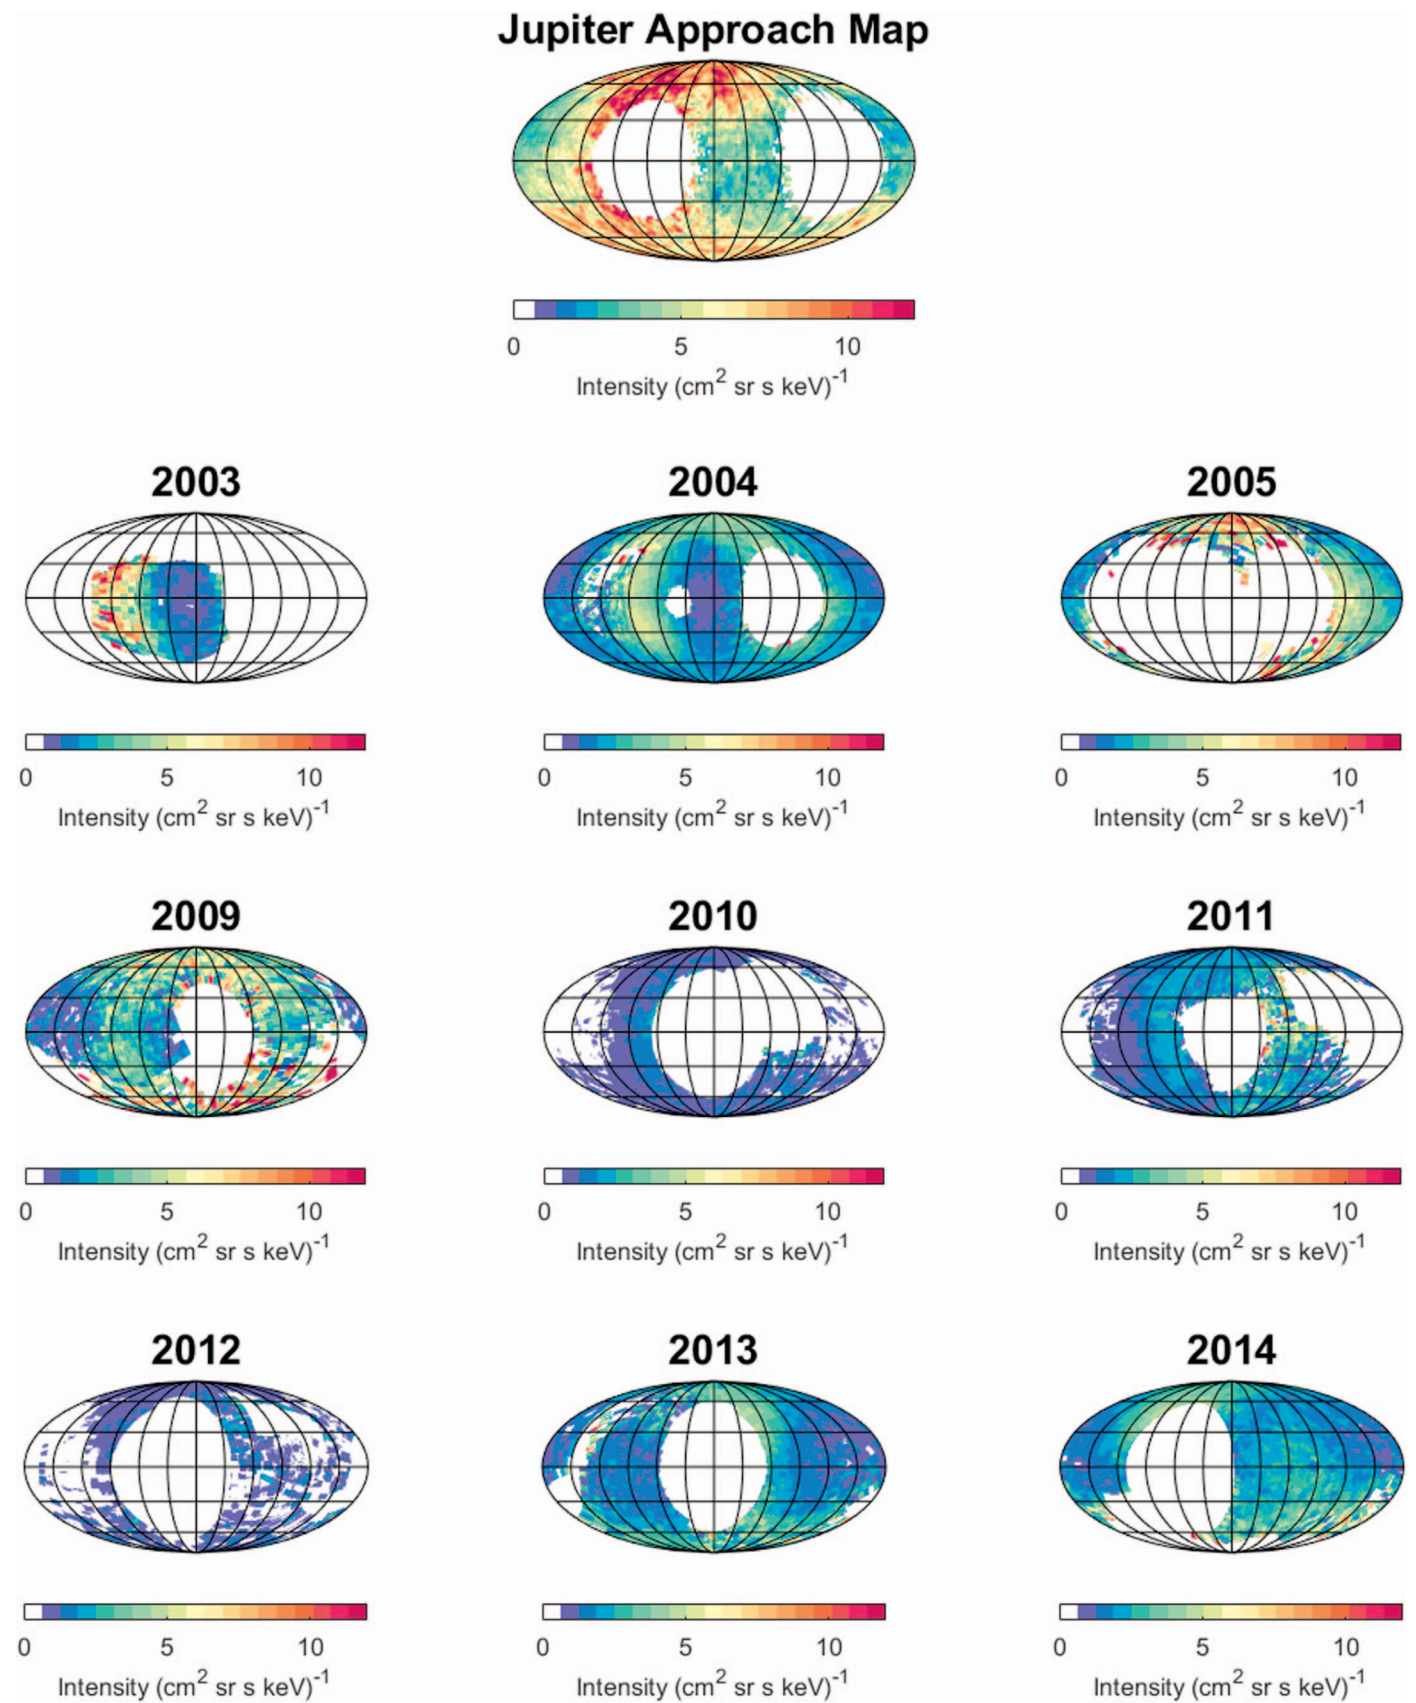 Jupiter Approach Map
0 5 10
Intensity (cm² sr s keV)⁻¹
2003 2004 2005
0 5 10 0 5 10 0 5 10
Intensity (cm² sr s keV)⁻¹ Intensity (cm² sr s keV)⁻¹ Intensity (cm² sr s keV)⁻¹
2009 2010 2011
0 5 10 0 5 10 0 5 10
Intensity (cm² sr s keV)⁻¹ Intensity (cm² sr s keV)⁻¹ Intensity (cm² sr s keV)⁻¹
2012 2013 2014
0 5 10 0 5 10 0 5 10
Intensity (cm² sr s keV)⁻¹ Intensity (cm² sr s keV)⁻¹ Intensity (cm² sr s keV)⁻¹